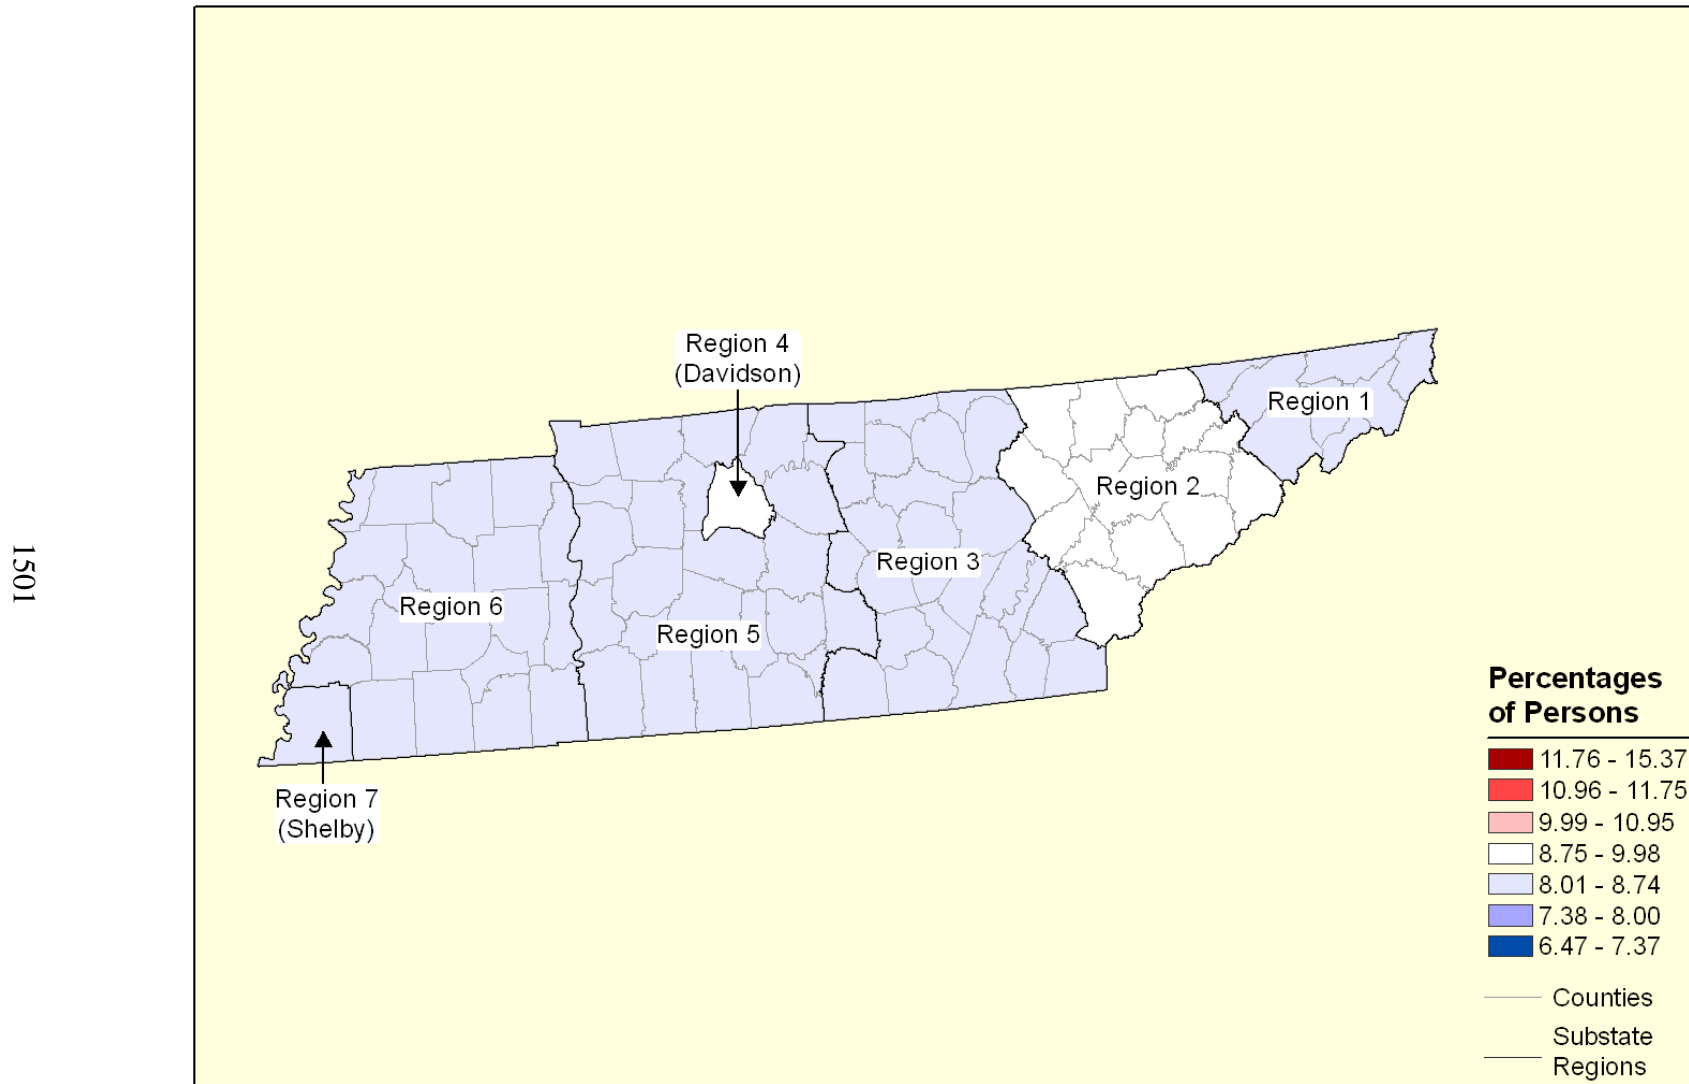 1501
Region 4
(Davidson)
Region 1
Region 2
Region 3
Region 6
Region 5
Region 7
(Shelby)
Percentages
of Persons
11.76 - 15.37
10.96 - 11.75
9.99 - 10.95
8.75 - 9.98
8.01 - 8.74
7.38 - 8.00
6.47 - 7.37
Counties
Substate
Regions